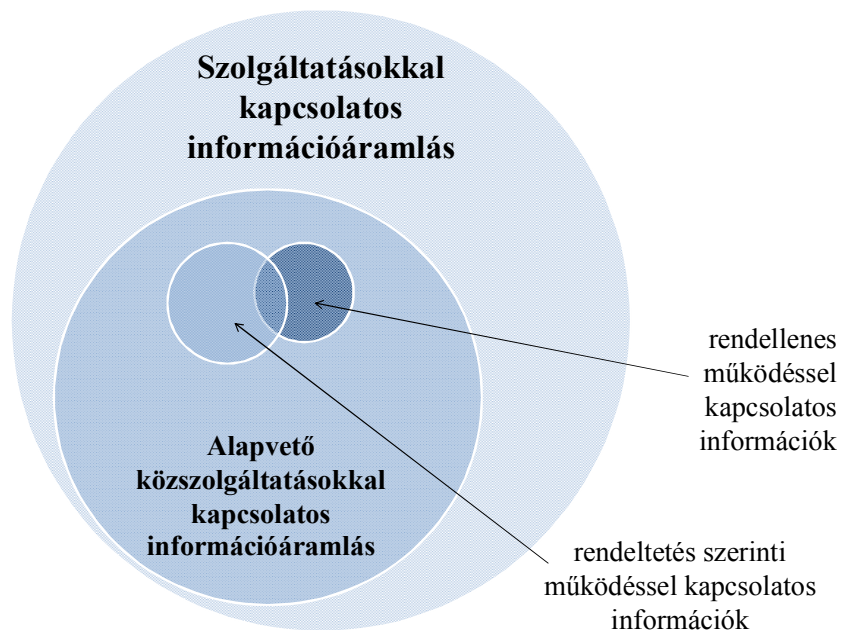 Szolgáltatásokkal
kapcsolatos
információáramlás
rendellenes
működéssel
kapcsolatos
információk
Alapvető
közszolgáltatásokkal
kapcsolatos
információáramlás
rendeltetés szerinti
működéssel kapcsolatos
információk